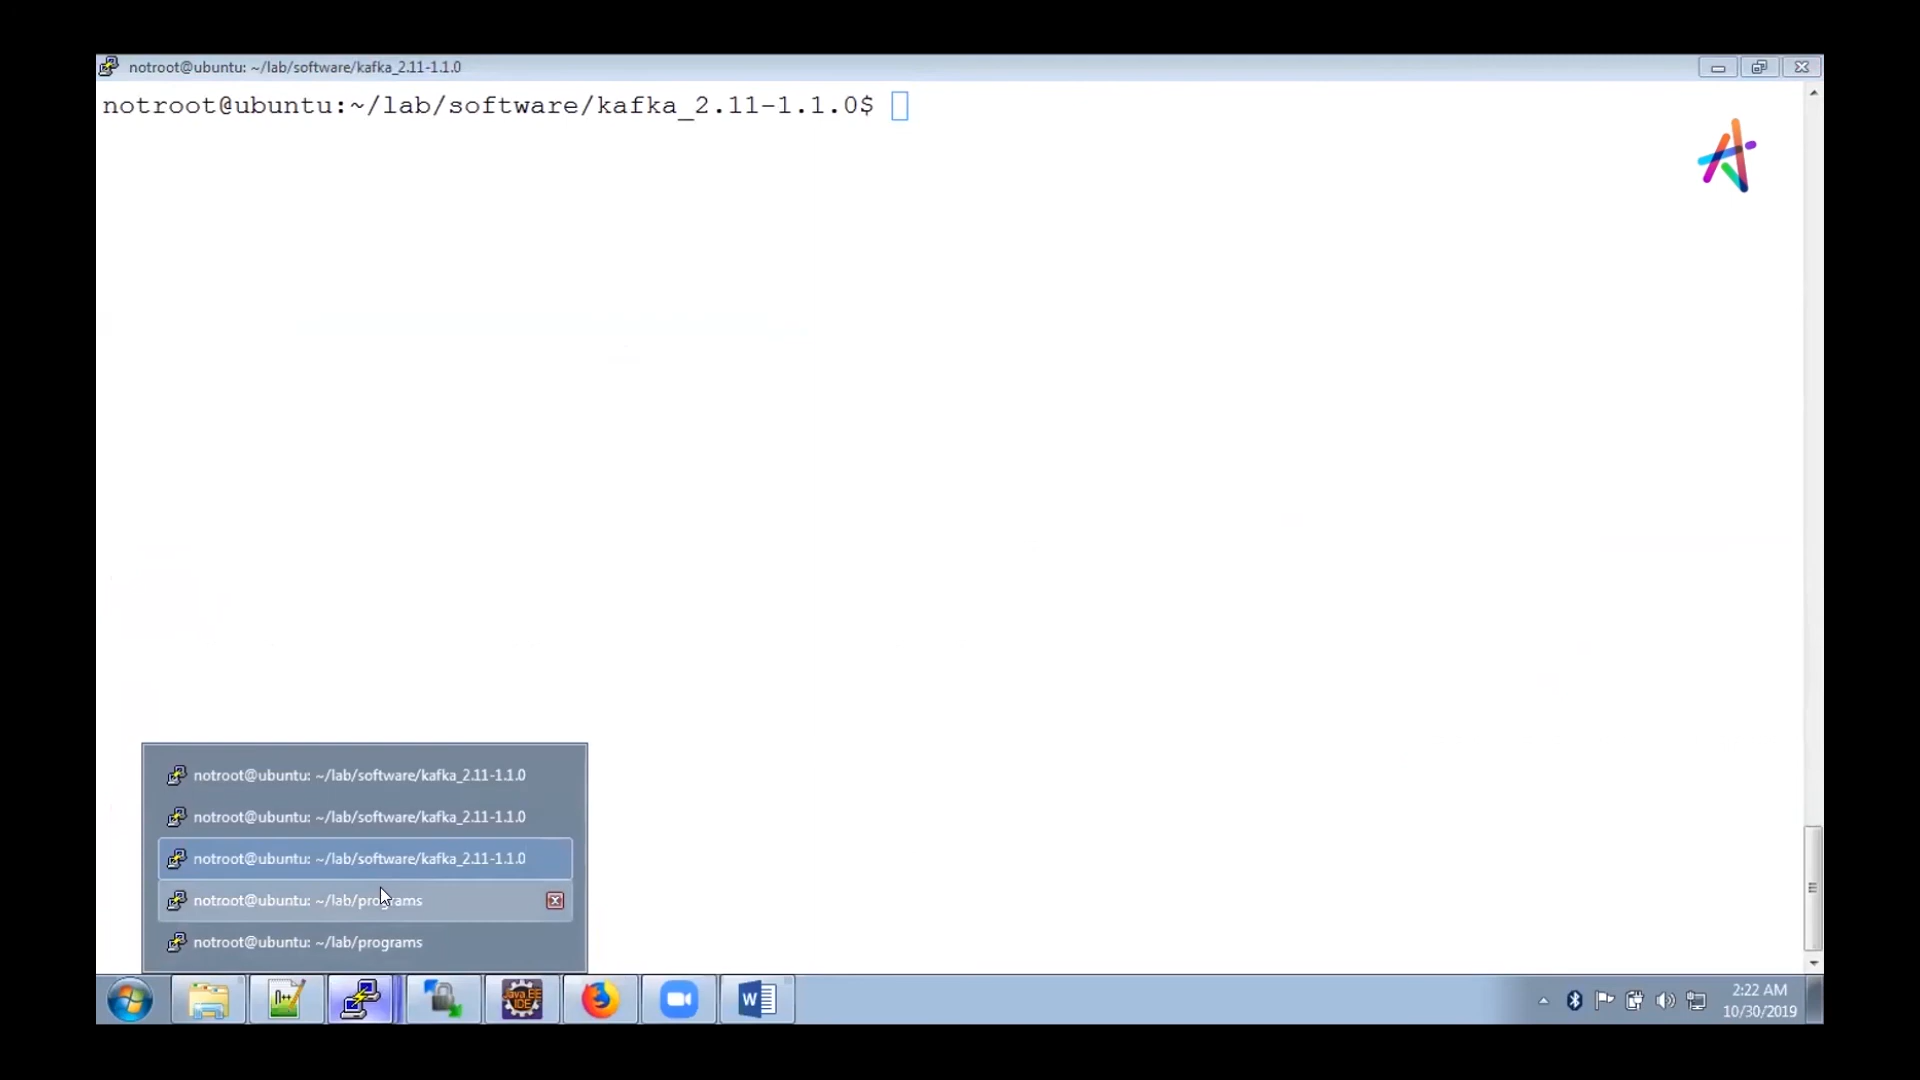 notroot@ubuntu: ~/lab/software/kafka_2.11-1.1.0
notroot@ubuntu:~/lab/software/kafka_2.11-1.1.0$
notroot@ubuntu: ~/lab/software/kafka_2.11-1.1.0
notroot@ubuntu: ~/lab/software/kafka_2.11-1.1.0
notroot@ubuntu: ~/lab/software/kafka_2.11-1.1.0
notroot@ubuntu: ~/lab/programs
notroot@ubuntu: ~/lab/programs
Java EE
IDE
W
2:22 AM
10/30/2019